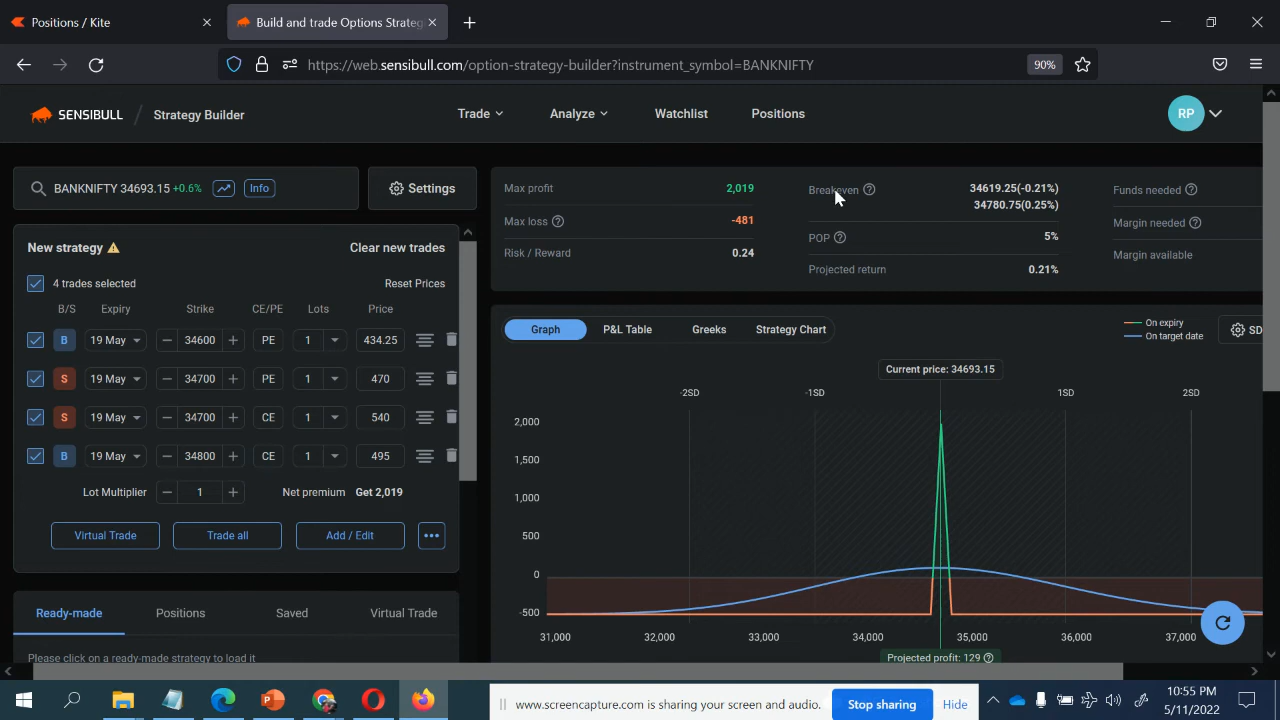 Positions / Kite
Build and trade Options Strateg
https://web.sensibull.com/option-strategy-builder?instrument_symbol=BANKNIFTY
90%
SENSIBULL / Strategy Builder
Trade
Analyze
Watchlist
Positions
RP
BANKNIFTY 34693.15 +0.6%
Info
Settings
New strategy
Clear new trades
4 trades selected
Reset Prices
B/S Expiry Strike CE/PE Lots Price
B 19 May − 34600 + PE 1 434.25
S 19 May − 34700 + PE 1 470
S 19 May − 34700 + CE 1 540
B 19 May − 34800 + CE 1 495
Lot Multiplier − 1 + Net premium Get 2,019
Virtual Trade
Trade all
Add / Edit
Ready-made
Positions
Saved
Virtual Trade
Please click on a ready-made strategy to load it
Max profit 2,019
Max loss -481
Risk / Reward 0.24
Breakeven 34619.25(-0.21%)
34780.75(0.25%)
POP 5%
Projected return 0.21%
Funds needed
Margin needed
Margin available
Graph
P&L Table
Greeks
Strategy Chart
On expiry
On target date
SD
Current price: 34693.15
-2SD -1SD 1SD 2SD
2,000
1,500
1,000
500
0
-500
31,000 32,000 33,000 34,000 35,000 36,000 37,000
Projected profit: 129
www.screencapture.com is sharing your screen and audio.
Stop sharing
Hide
10:55 PM
5/11/2022